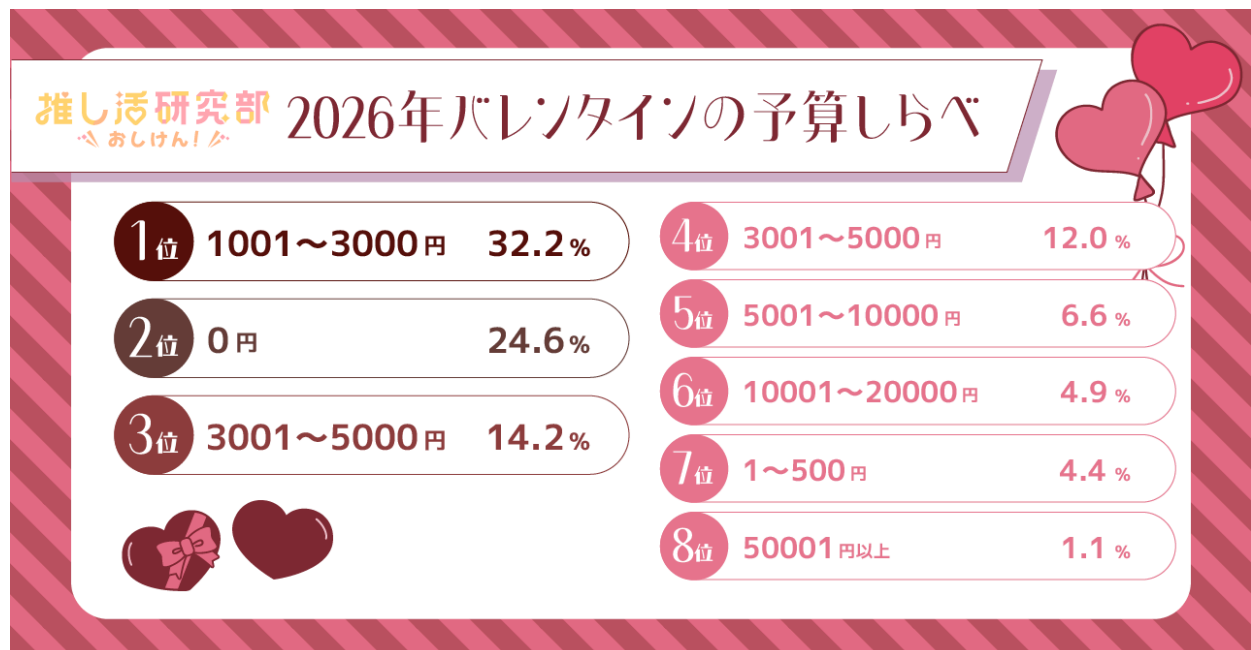 推し活研究部
おしけん!
2026年バレンタインの予算しらべ
1位 1001〜3000円 32.2%
2位 0円 24.6%
3位 3001〜5000円 14.2%
4位 3001〜5000円 12.0%
5位 5001〜10000円 6.6%
6位 10001〜20000円 4.9%
7位 1〜500円 4.4%
8位 50001円以上 1.1%